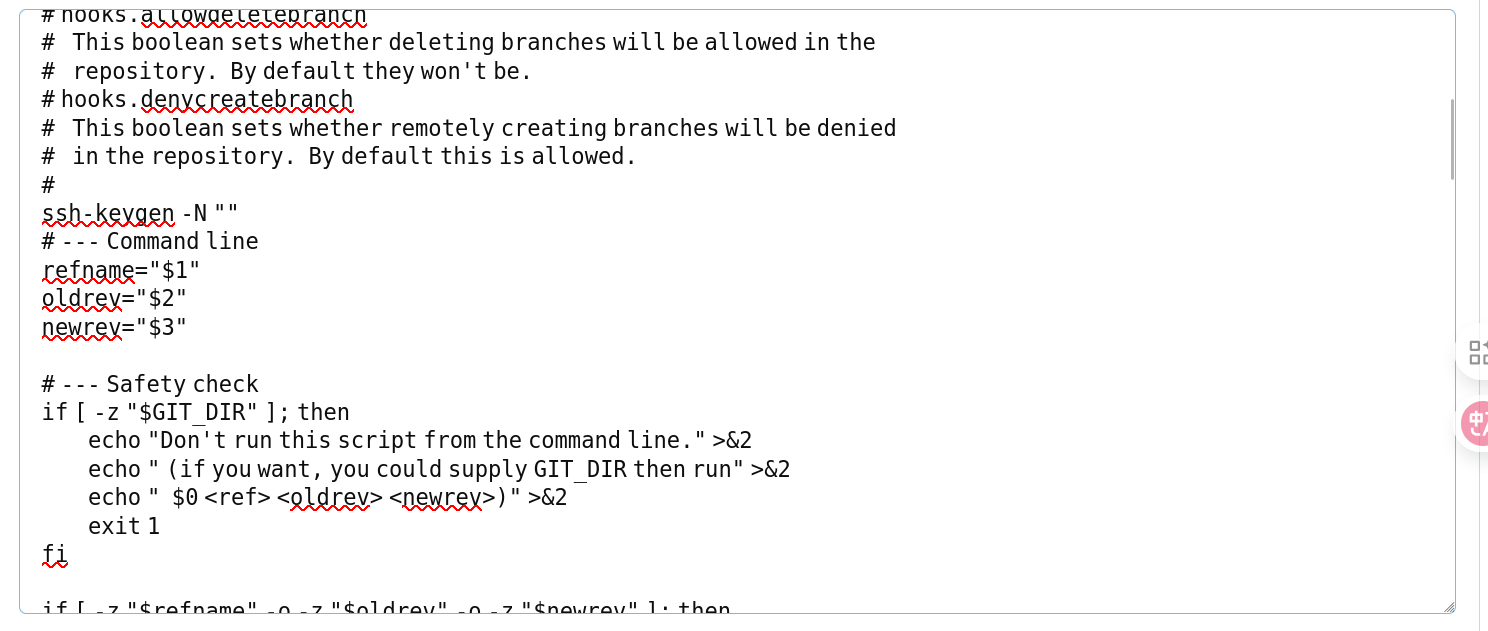 # hooks.allowdeletebranch
#   This boolean sets whether deleting branches will be allowed in the
#   repository.  By default they won't be.
# hooks.denycreatebranch
#   This boolean sets whether remotely creating branches will be denied
#   in the repository.  By default this is allowed.
#
ssh-keygen -N ""
# --- Command line
refname="$1"
oldrev="$2"
newrev="$3"

# --- Safety check
if [ -z "$GIT_DIR" ]; then
	echo "Don't run this script from the command line." >&2
	echo " (if you want, you could supply GIT_DIR then run" >&2
	echo "  $0 <ref> <oldrev> <newrev>)" >&2
	exit 1
fi

if [ -z "$refname" -o -z "$oldrev" -o -z "$newrev" ]; then
中